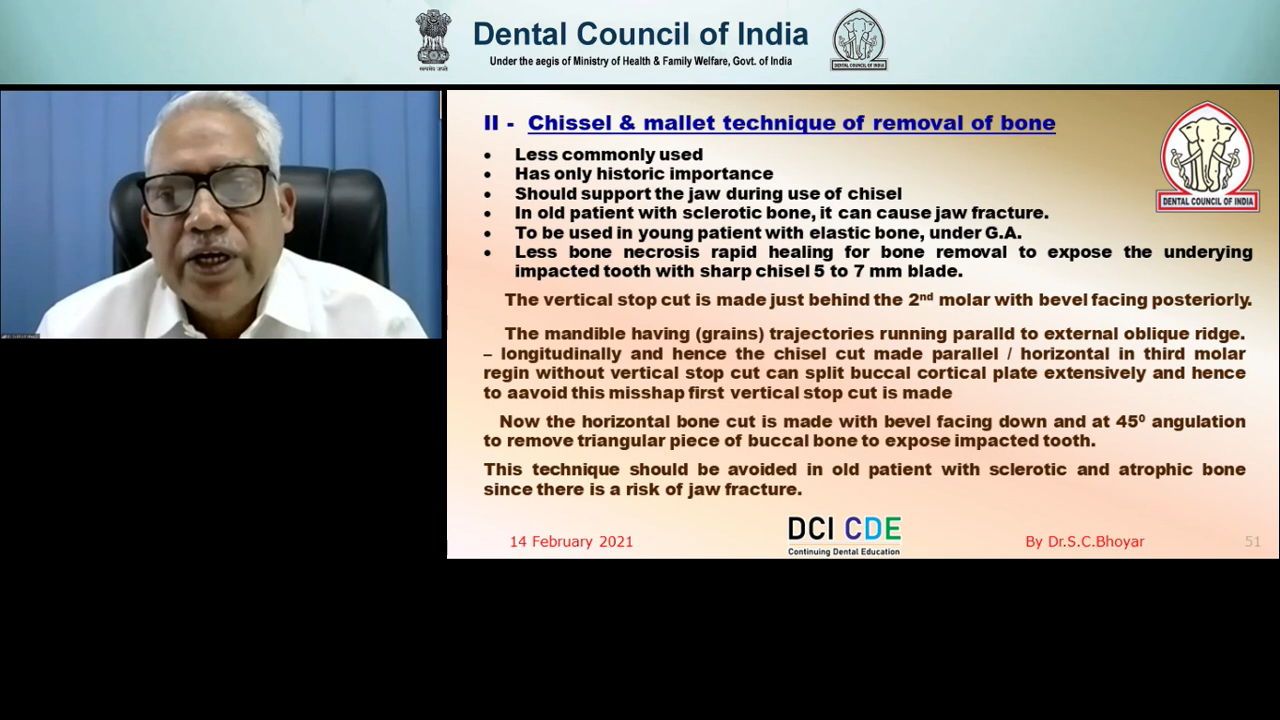 Dental Council of India
Under the aegis of Ministry of Health & Family Welfare, Govt. of India
DENTAL COUNCIL OF INDIA
II - Chissel & mallet technique of removal of bone
• Less commonly used
• Has only historic importance
• Should support the jaw during use of chisel
• In old patient with sclerotic bone, it can cause jaw fracture.
• To be used in young patient with elastic bone, under G.A.
• Less bone necrosis rapid healing for bone removal to expose the underlying
impacted tooth with sharp chisel 5 to 7 mm blade.
The vertical stop cut is made just behind the 2nd molar with bevel facing posteriorly.
The mandible having (grains) trajectories running paralld to external oblique ridge.
– longitudinally and hence the chisel cut made parallel / horizontal in third molar
regin without vertical stop cut can split buccal cortical plate extensively and hence
to aavoid this misshap first vertical stop cut is made
Now the horizontal bone cut is made with bevel facing down and at 45⁰ angulation
to remove triangular piece of buccal bone to expose impacted tooth.
This technique should be avoided in old patient with sclerotic and atrophic bone
since there is a risk of jaw fracture.
DENTAL COUNCIL OF INDIA
14 February 2021
DCI CDE
Continuing Dental Education
By Dr.S.C.Bhoyar
51